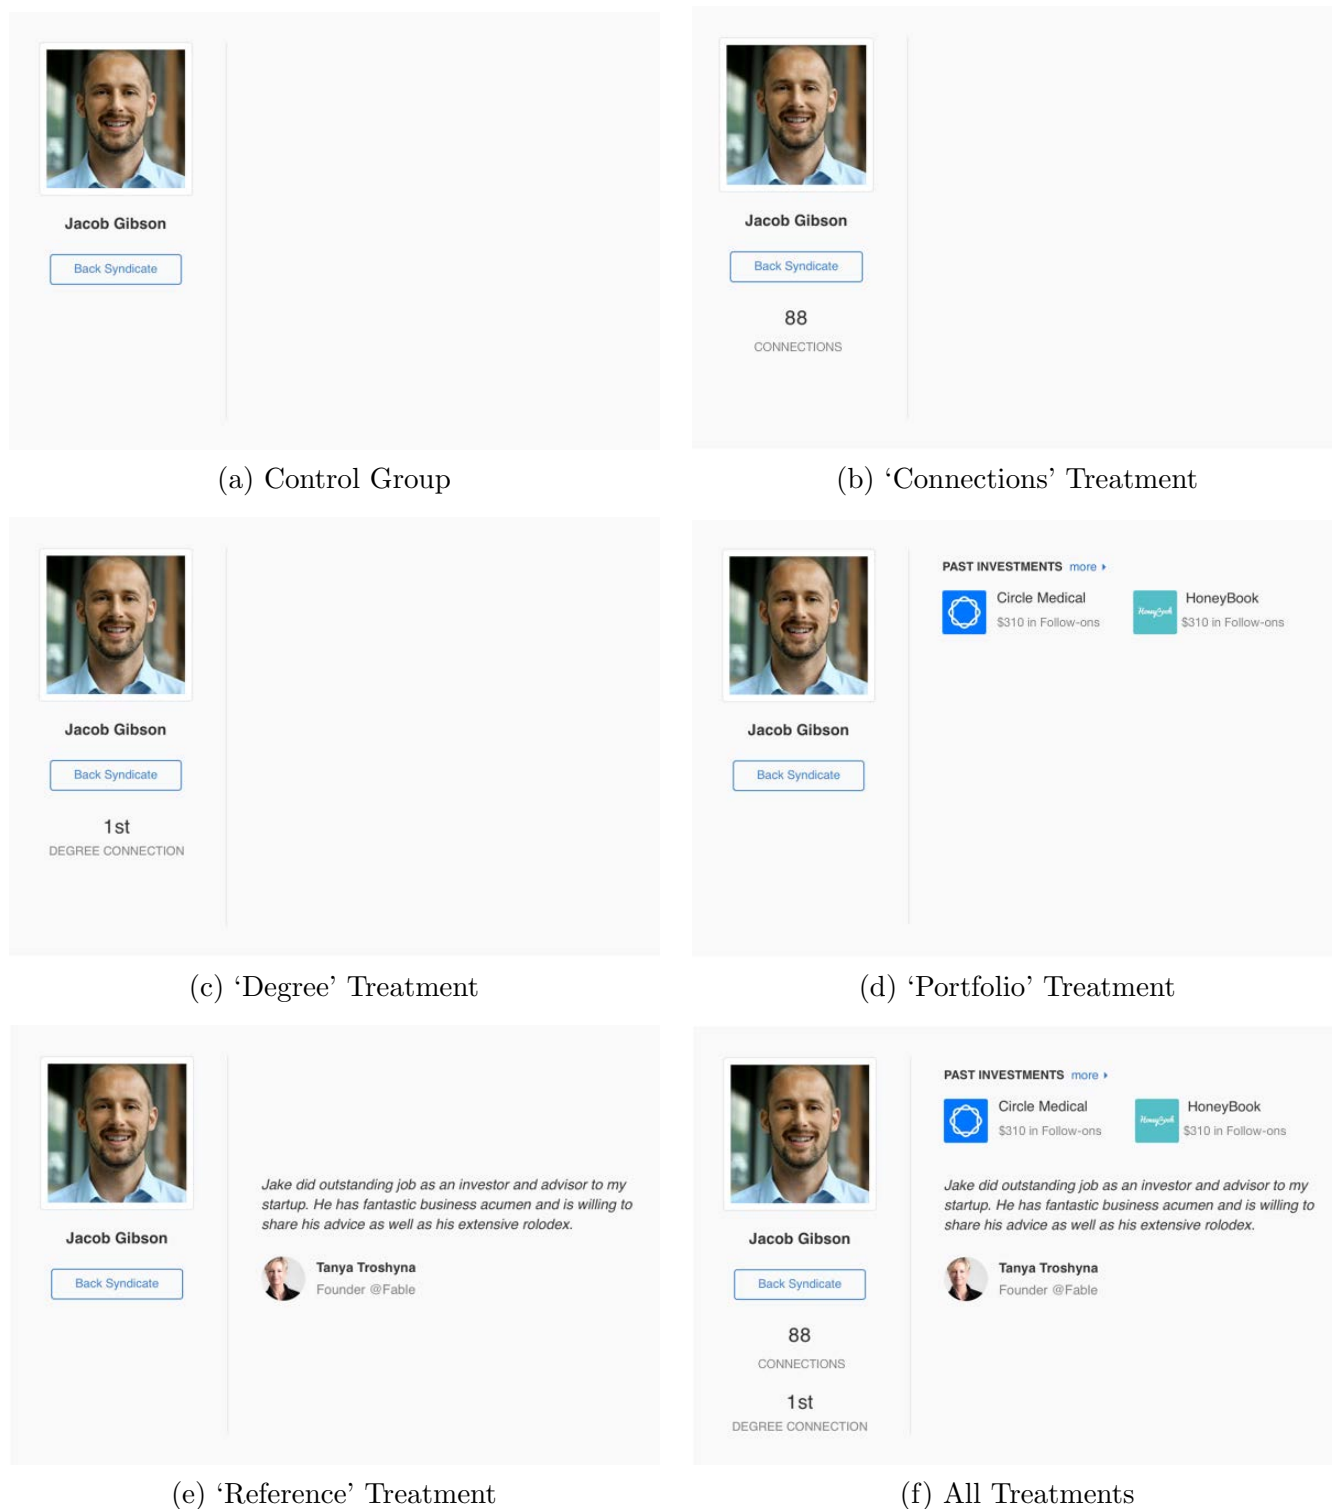 Jacob Gibson
Back Syndicate
(a) Control Group
Jacob Gibson
Back Syndicate
88
CONNECTIONS
(b) ‘Connections’ Treatment
Jacob Gibson
Back Syndicate
1st
DEGREE CONNECTION
(c) ‘Degree’ Treatment
PAST INVESTMENTS more ▸
Circle Medical
$310 in Follow-ons
HoneyBook
HoneyBook
$310 in Follow-ons
Jacob Gibson
Back Syndicate
(d) ‘Portfolio’ Treatment
Jacob Gibson
Back Syndicate
Jake did outstanding job as an investor and advisor to my
startup. He has fantastic business acumen and is willing to
share his advice as well as his extensive rolodex.
Tanya Troshyna
Founder @Fable
(e) ‘Reference’ Treatment
Jacob Gibson
Back Syndicate
88
CONNECTIONS
1st
DEGREE CONNECTION
PAST INVESTMENTS more ▸
Circle Medical
$310 in Follow-ons
HoneyBook
HoneyBook
$310 in Follow-ons
Jake did outstanding job as an investor and advisor to my
startup. He has fantastic business acumen and is willing to
share his advice as well as his extensive rolodex.
Tanya Troshyna
Founder @Fable
(f) All Treatments